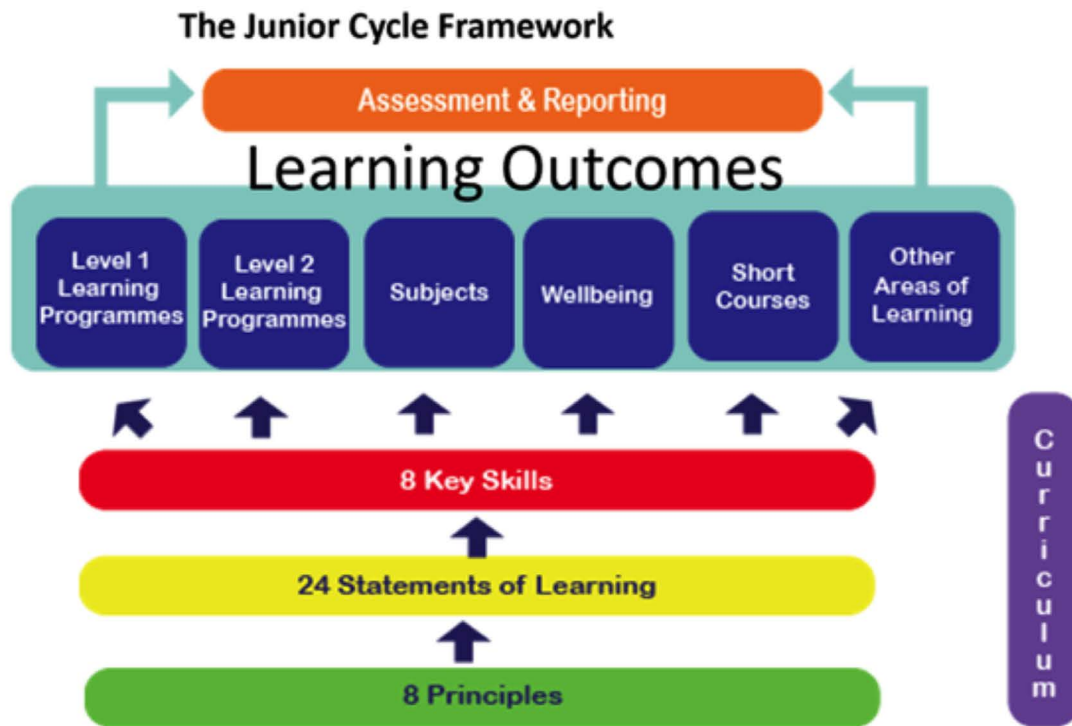 The Junior Cycle Framework
Assessment & Reporting
Learning Outcomes
Level 1
Learning
Programmes
Level 2
Learning
Programmes
Subjects
Wellbeing
Short
Courses
Other
Areas of
Learning
8 Key Skills
24 Statements of Learning
8 Principles
Curriculum